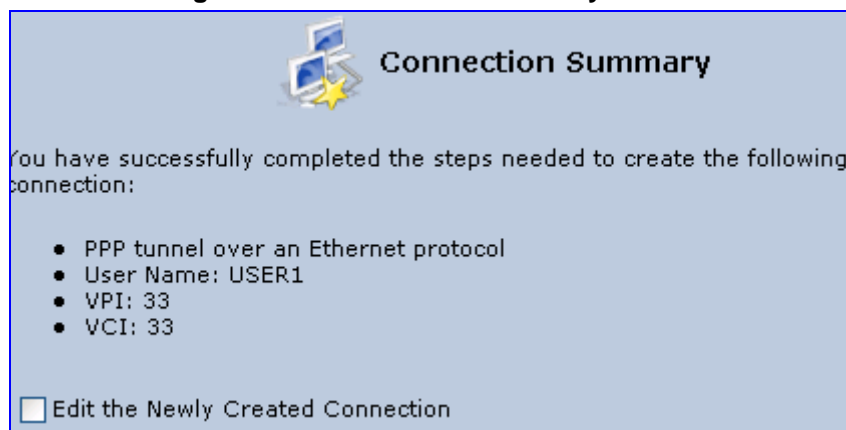 Connection Summary
You have successfully completed the steps needed to create the following
connection:
● PPP tunnel over an Ethernet protocol
● User Name: USER1
● VPI: 33
● VCI: 33
Edit the Newly Created Connection